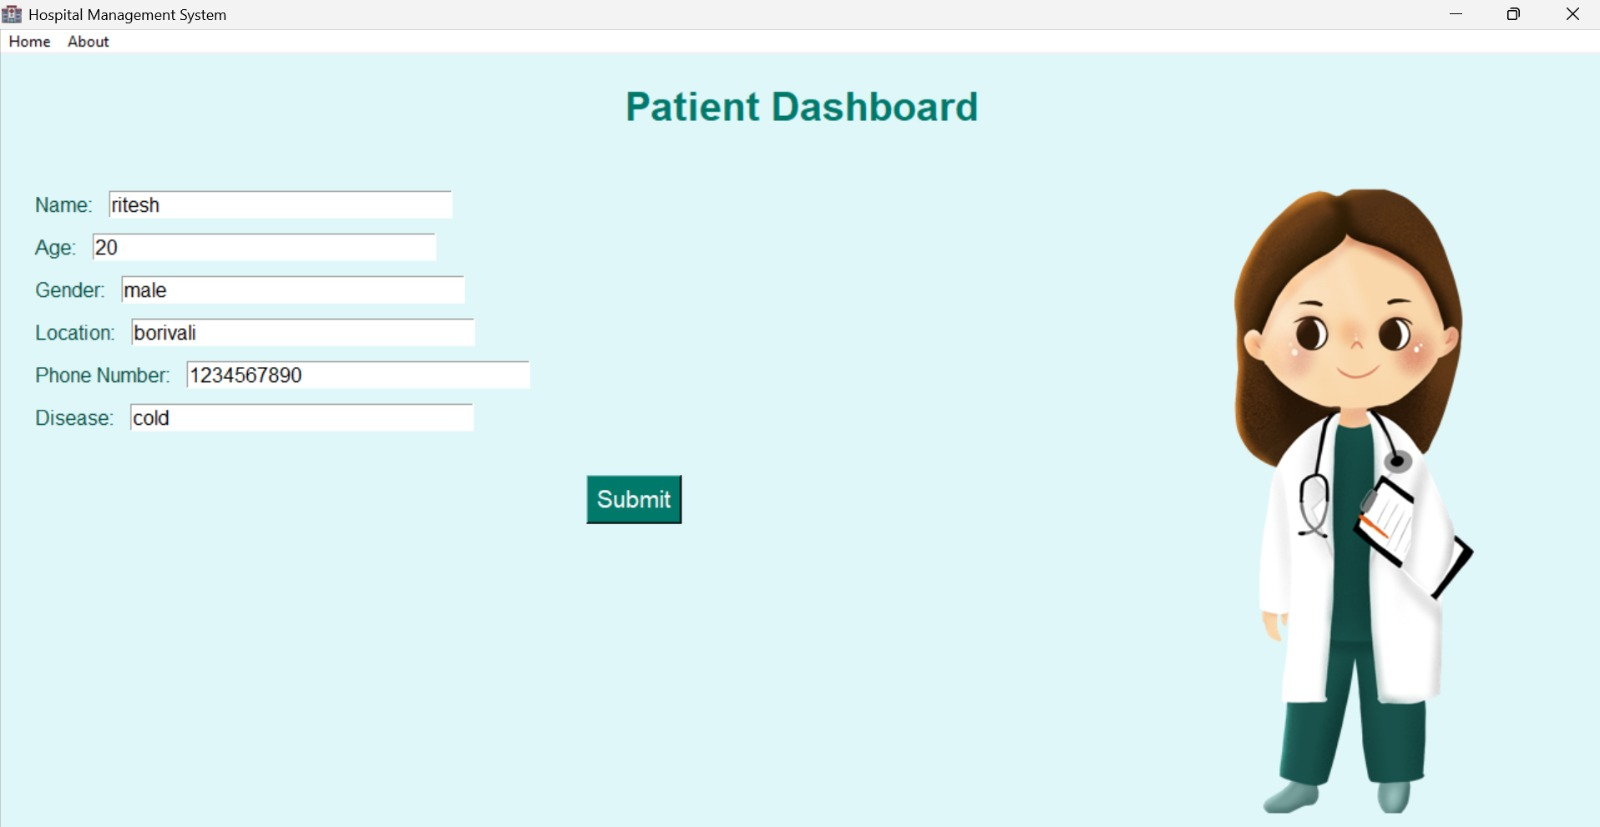 Hospital Management System
Home About
Patient Dashboard
Name: ritesh
Age: 20
Gender: male
Location: borivali
Phone Number: 1234567890
Disease: cold
Submit